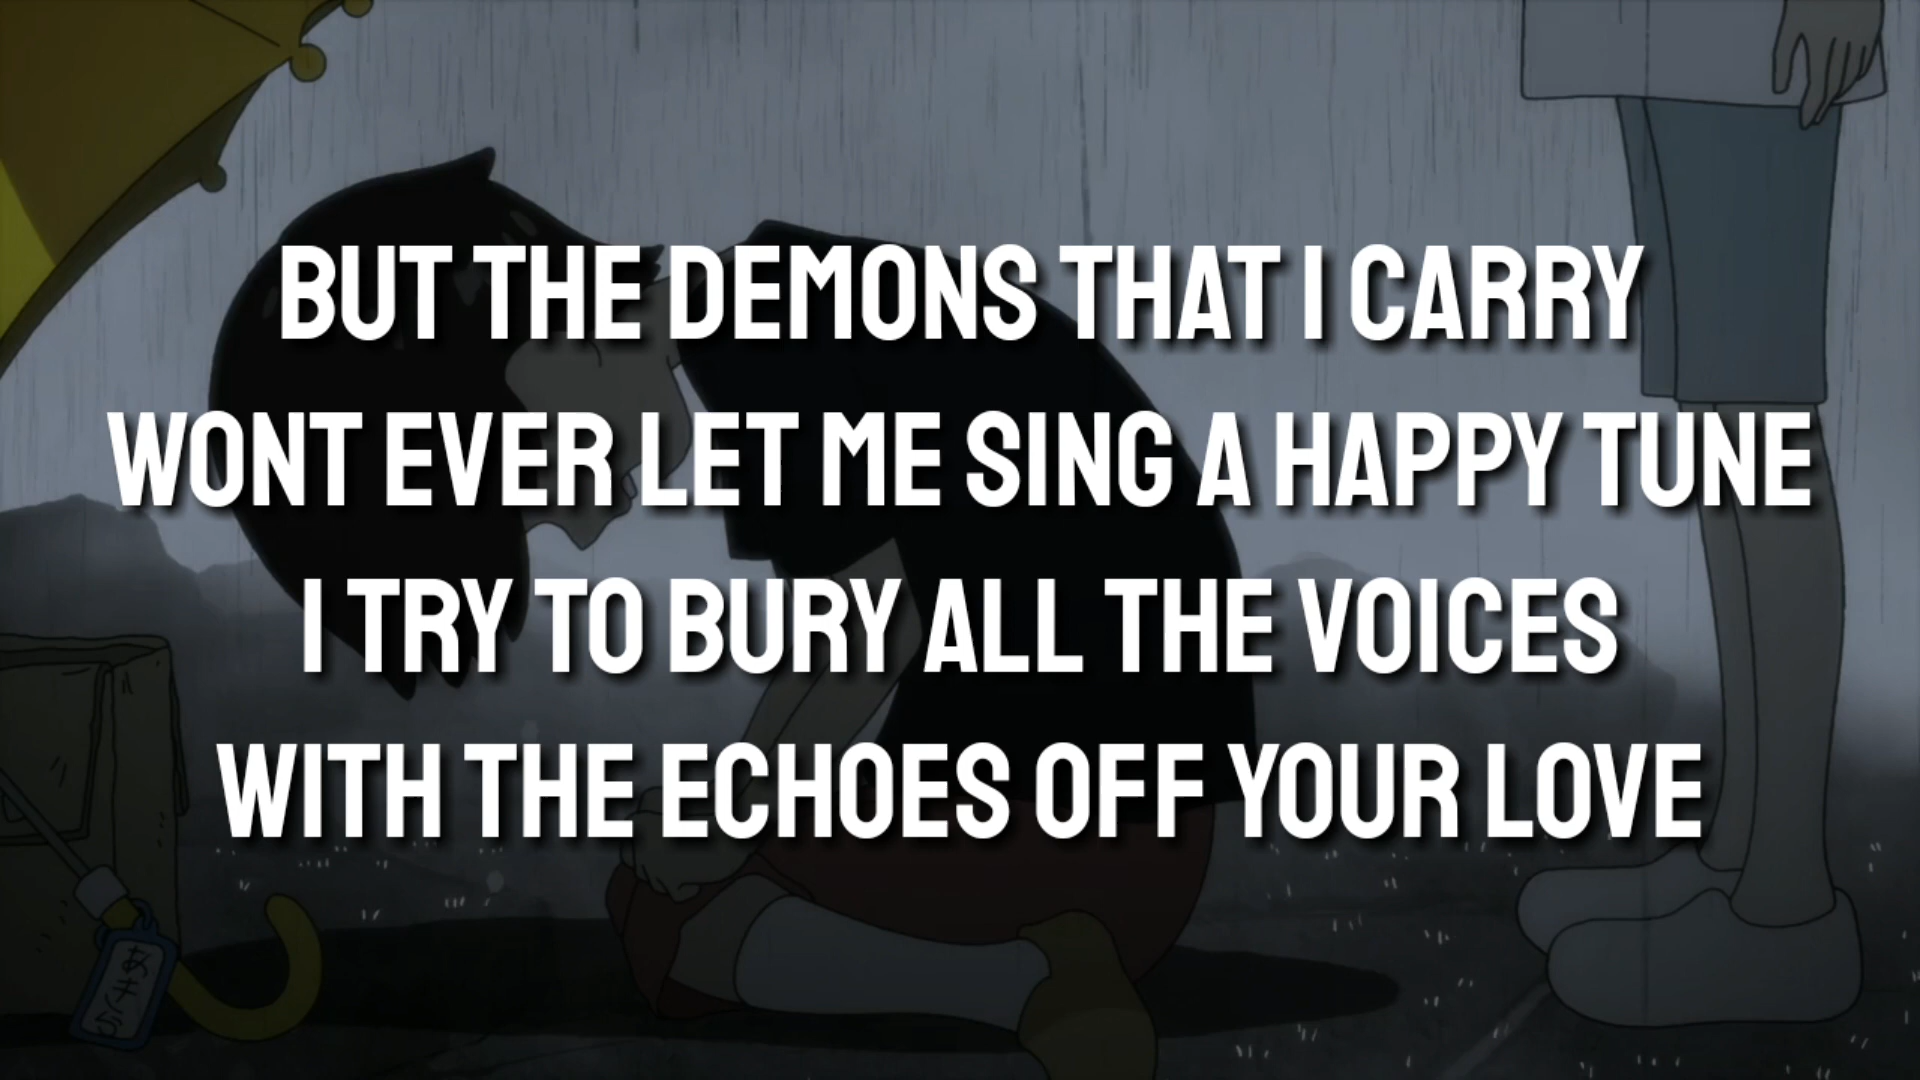 BUT THE DEMONS THAT I CARRY
WONT EVER LET ME SING A HAPPY TUNE
I TRY TO BURY ALL THE VOICES
WITH THE ECHOES OFF YOUR LOVE